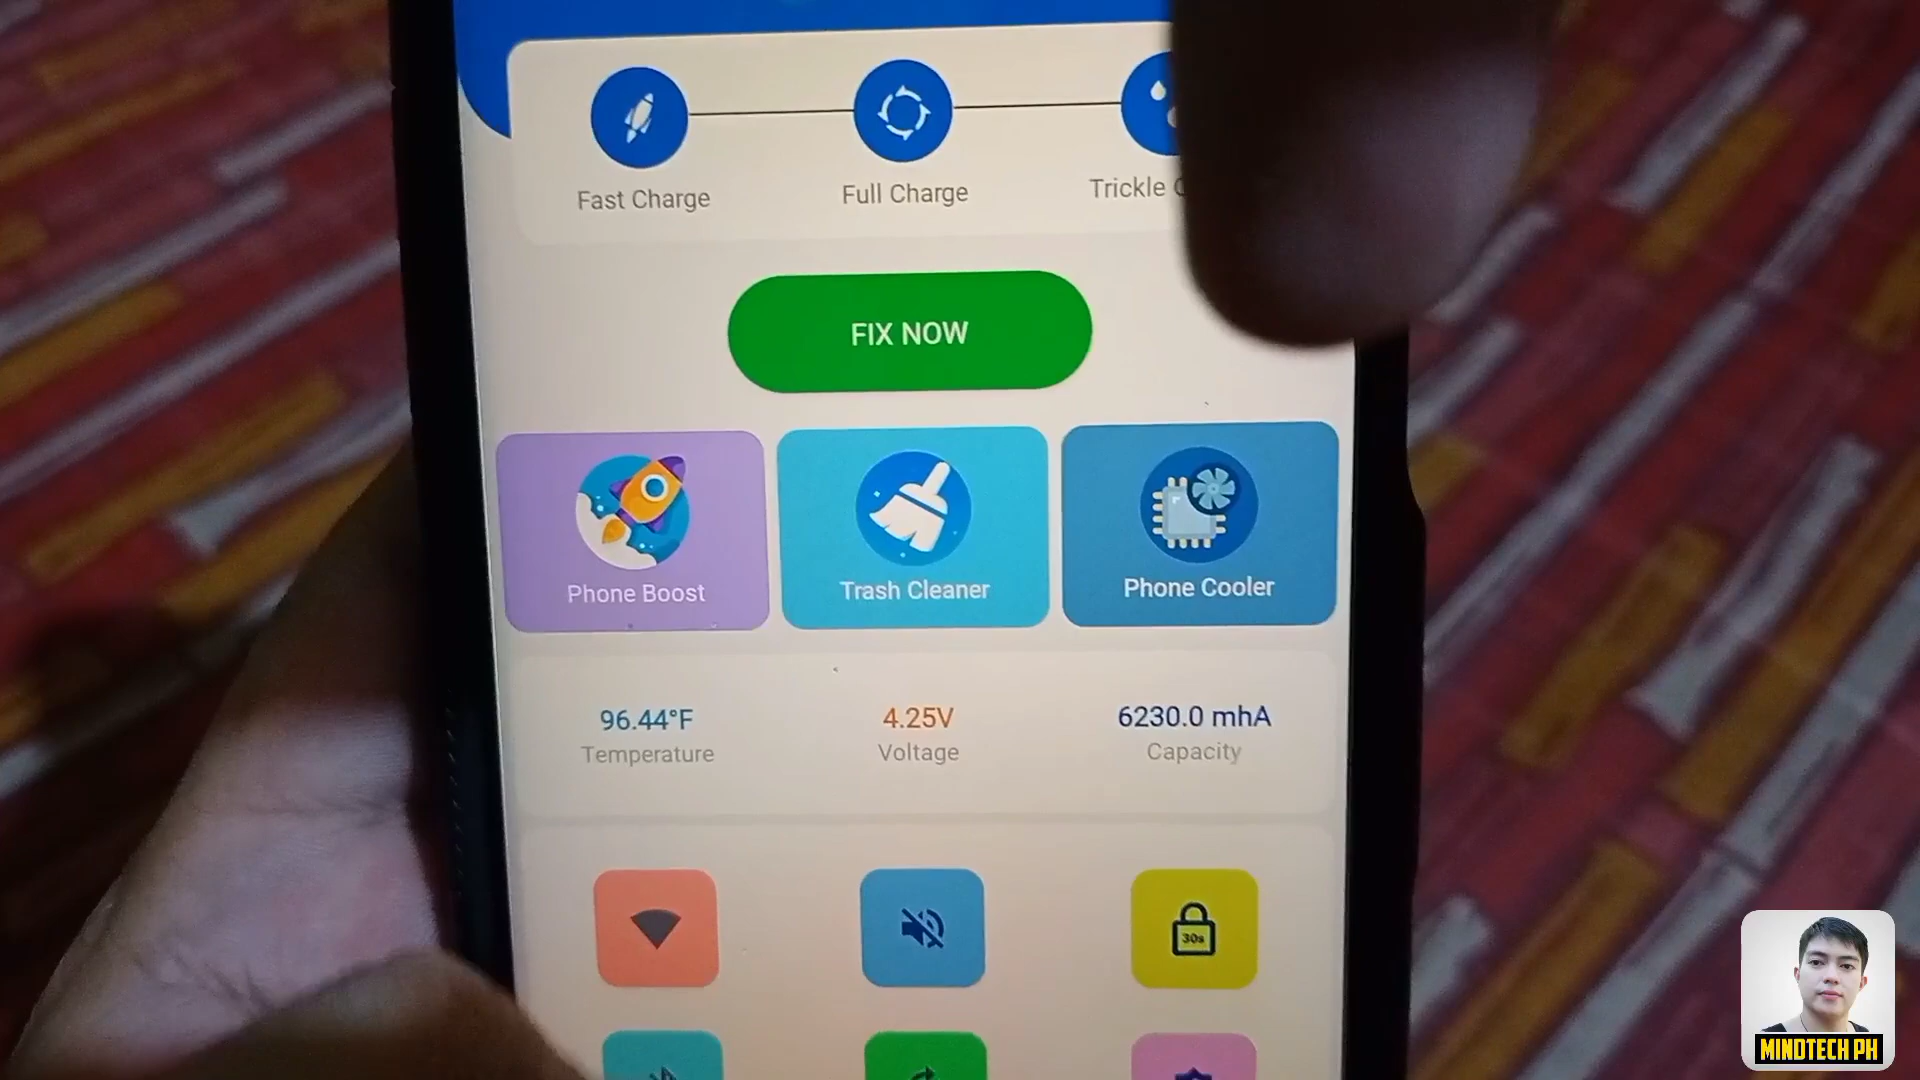 Fast Charge
Full Charge
Trickle
FIX NOW
Phone Boost
Trash Cleaner
Phone Cooler
96.44°F
4.25V
6230.0 mhA
Temperature
Voltage
Capacity
30s
MINDTECH PH